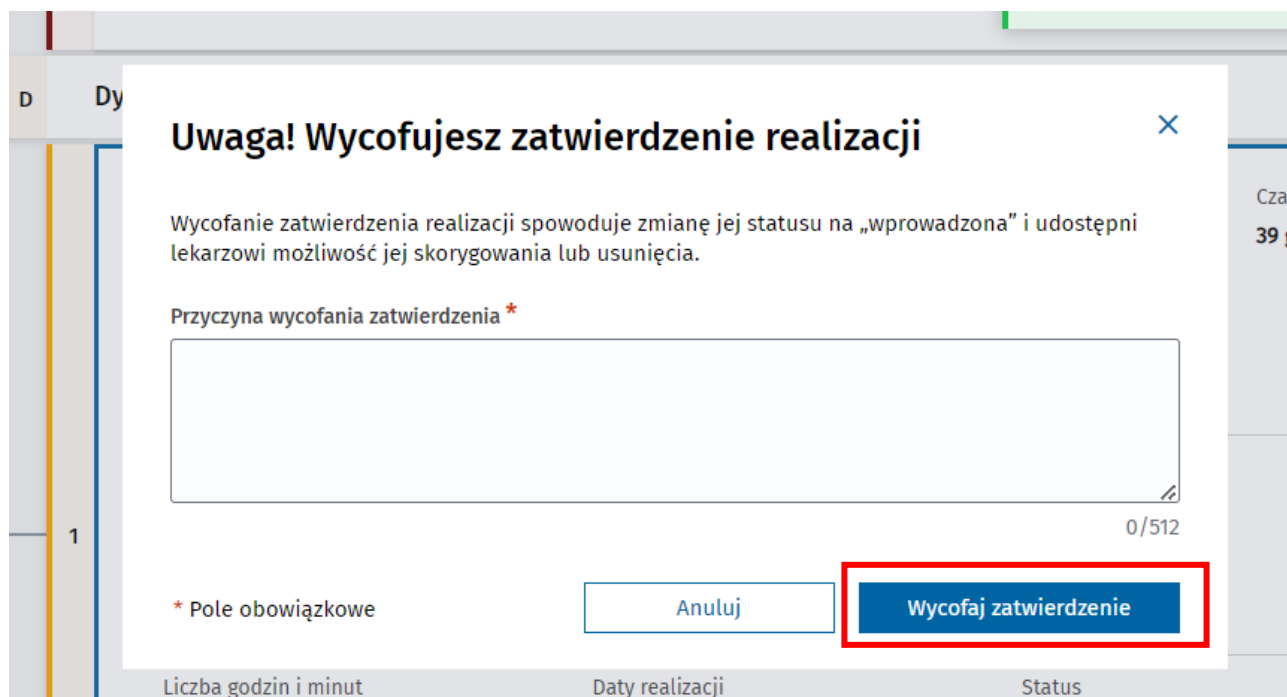 D
Dy
Uwaga! Wycofujesz zatwierdzenie realizacji
Cza
Wycofanie zatwierdzenia realizacji spowoduje zmianę jej statusu na „wprowadzona” i udostępni
39
lekarzowi możliwość jej skorygowania lub usunięcia.
Przyczyna wycofania zatwierdzenia *
0/512
1
* Pole obowiązkowe
Anuluj
Wycofaj zatwierdzenie
Liczba godzin i minut
Daty realizacji
Status